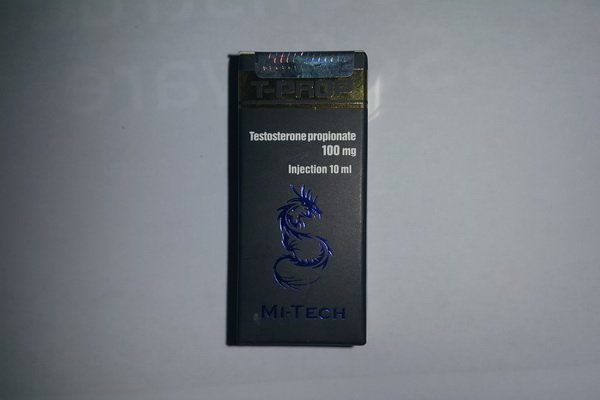 T-PROP
Testosterone propionate
100 mg
Injection 10 ml
MI-TECH